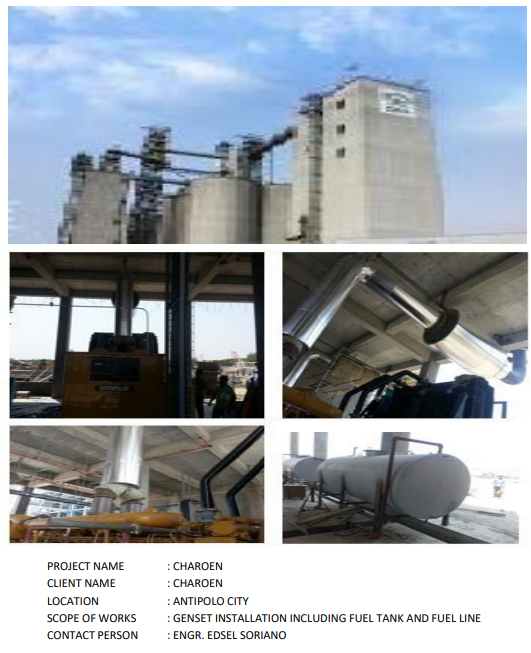 PROJECT NAME : CHAROEN
CLIENT NAME : CHAROEN
LOCATION : ANTIPOLO CITY
SCOPE OF WORKS : GENSET INSTALLATION INCLUDING FUEL TANK AND FUEL LINE
CONTACT PERSON : ENGR. EDSEL SORIANO